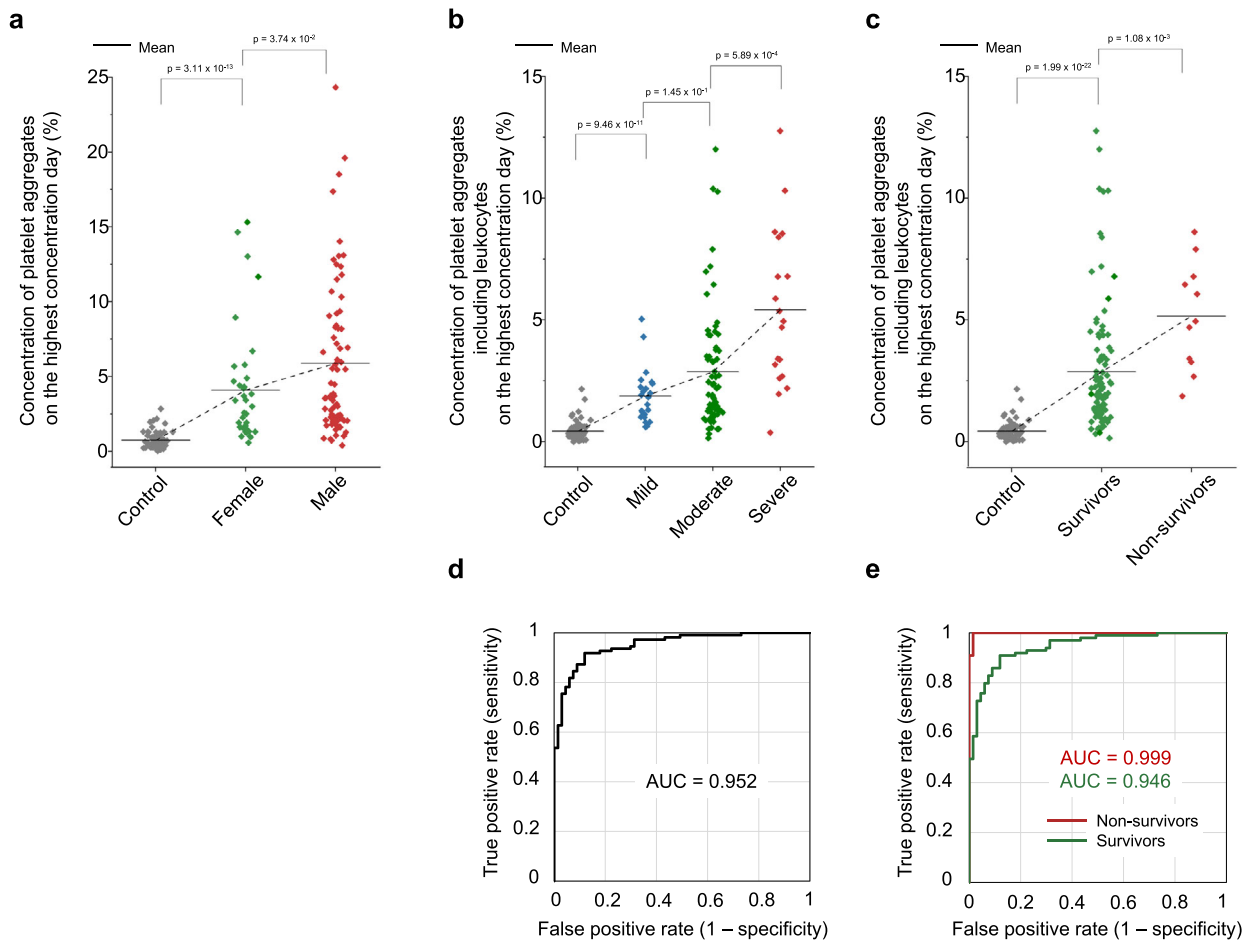 a
Mean
p = 3.11 x 10-13
p = 3.74 x 10-2
Concentration of platelet aggregates
on the highest concentration day (%)
25
20
15
10
5
0
Control
Female
Male
b
Mean
p = 9.46 x 10-11
p = 1.45 x 10-1
p = 5.89 x 10-4
Concentration of platelet aggregates
including leukocytes
on the highest concentration day (%)
15
10
5
0
Control
Mild
Moderate
Severe
c
Mean
p = 1.99 x 10-22
p = 1.08 x 10-3
Concentration of platelet aggregates
including leukocytes
on the highest concentration day (%)
15
10
5
0
Control
Survivors
Non-survivors
d
True positive rate (sensitivity)
1
0.8
0.6
0.4
0.2
0
AUC = 0.952
0 0.2 0.4 0.6 0.8 1
False positive rate (1 – specificity)
e
True positive rate (sensitivity)
1
0.8
0.6
0.4
0.2
0
AUC = 0.999
AUC = 0.946
Non-survivors
Survivors
0 0.2 0.4 0.6 0.8 1
False positive rate (1 – specificity)